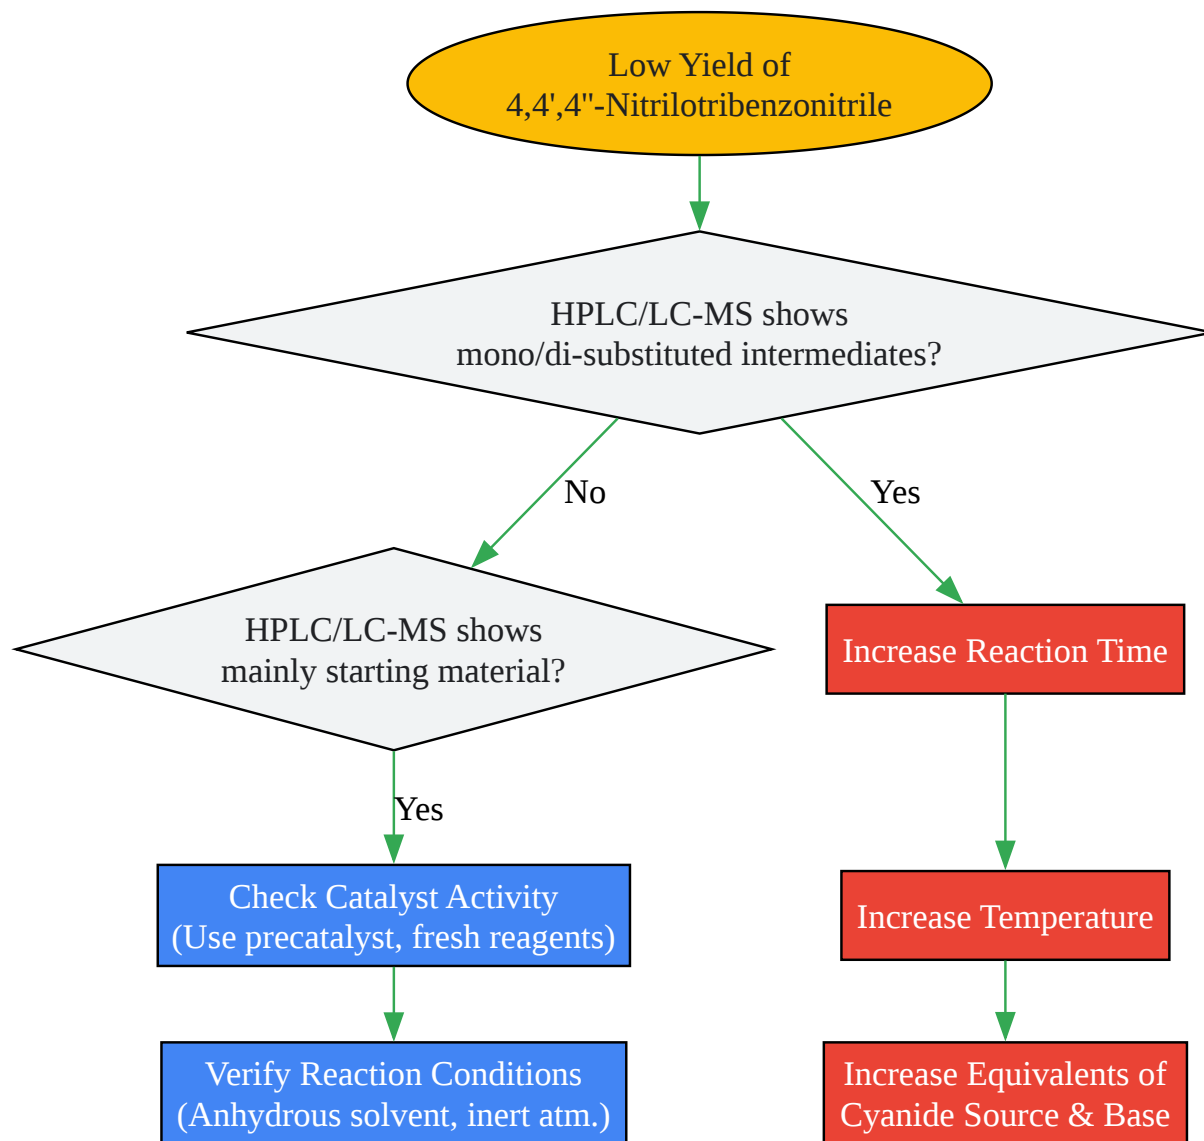 Low Yield of
4,4',4"-Nitrilotribenzonitrile
HPLC/LC-MS shows
mono/di-substituted intermediates?
No
Yes
HPLC/LC-MS shows
mainly starting material?
Increase Reaction Time
Yes
Check Catalyst Activity
(Use precatalyst, fresh reagents)
Increase Temperature
Verify Reaction Conditions
(Anhydrous solvent, inert atm.)
Increase Equivalents of
Cyanide Source & Base